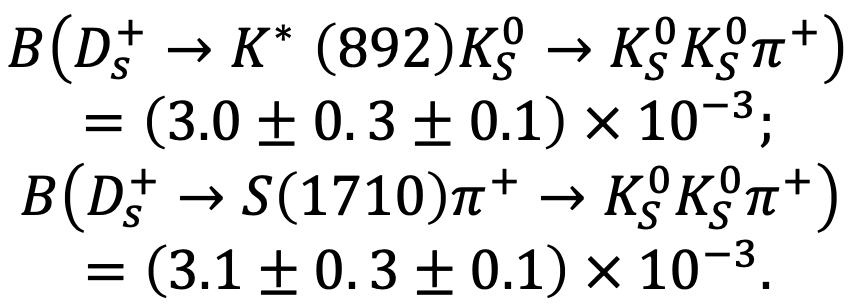 B(D_s^+ → K* (892)K_S^0 → K_S^0 K_S^0 π^+)
= (3.0 ± 0.3 ± 0.1) × 10^{-3};
B(D_s^+ → S(1710)π^+ → K_S^0 K_S^0 π^+)
= (3.1 ± 0.3 ± 0.1) × 10^{-3}.